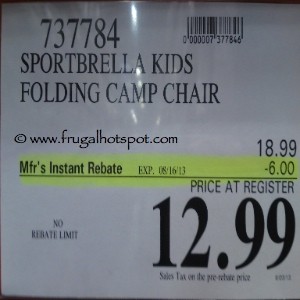 737784
0000007377846
SPORTBRELLA KIDS
FOLDING CAMP CHAIR
© www.frugalhotspot.com
18.99
Mfr's Instant Rebate EXP. 08/16/13 -6.00
PRICE AT REGISTER
NO
REBATE LIMIT
12.99
Sales Tax on the pre-rebate price